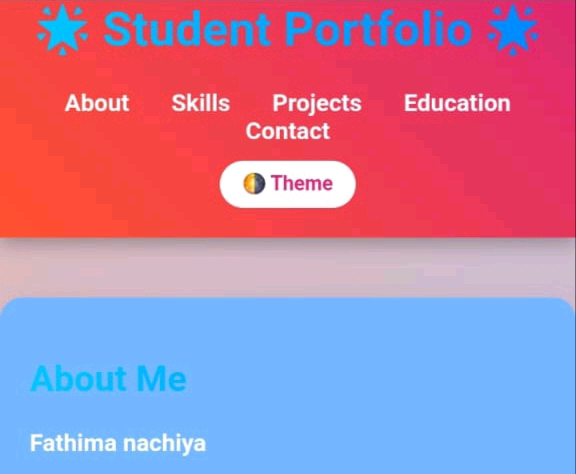 🌟 Student Portfolio 🌟
About Skills Projects Education
Contact
🌗 Theme
About Me
Fathima nachiya